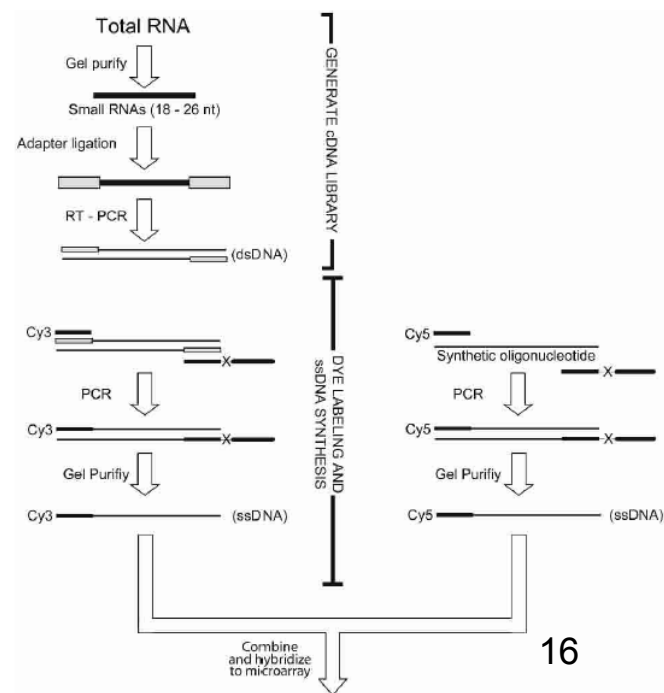 Total RNA
Gel purify
Small RNAs (18 - 26 nt)
Adapter ligation
RT - PCR
(dsDNA)
GENERATE cDNA LIBRARY
Cy3
X
PCR
Cy3
X
Gel Purifiy
Cy3
(ssDNA)
DYE LABELING AND
ssDNA SYNTHESIS
Cy5
Synthetic oligonucleotide
X
PCR
Cy5
X
Gel Purifiy
Cy5
(ssDNA)
Combine
and hybridize
to microarray
16